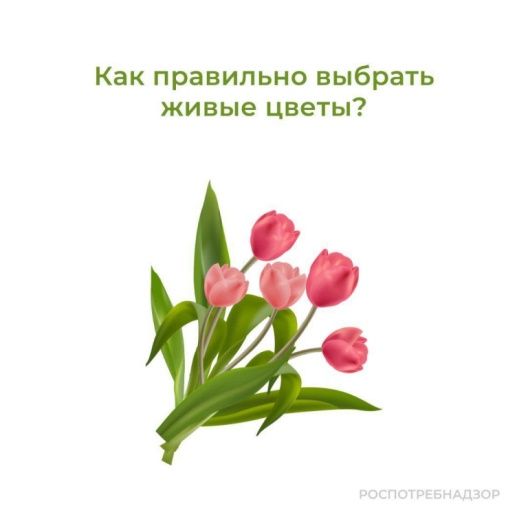 Как правильно выбрать
живые цветы?
РОСПОТРЕБНАДЗОР